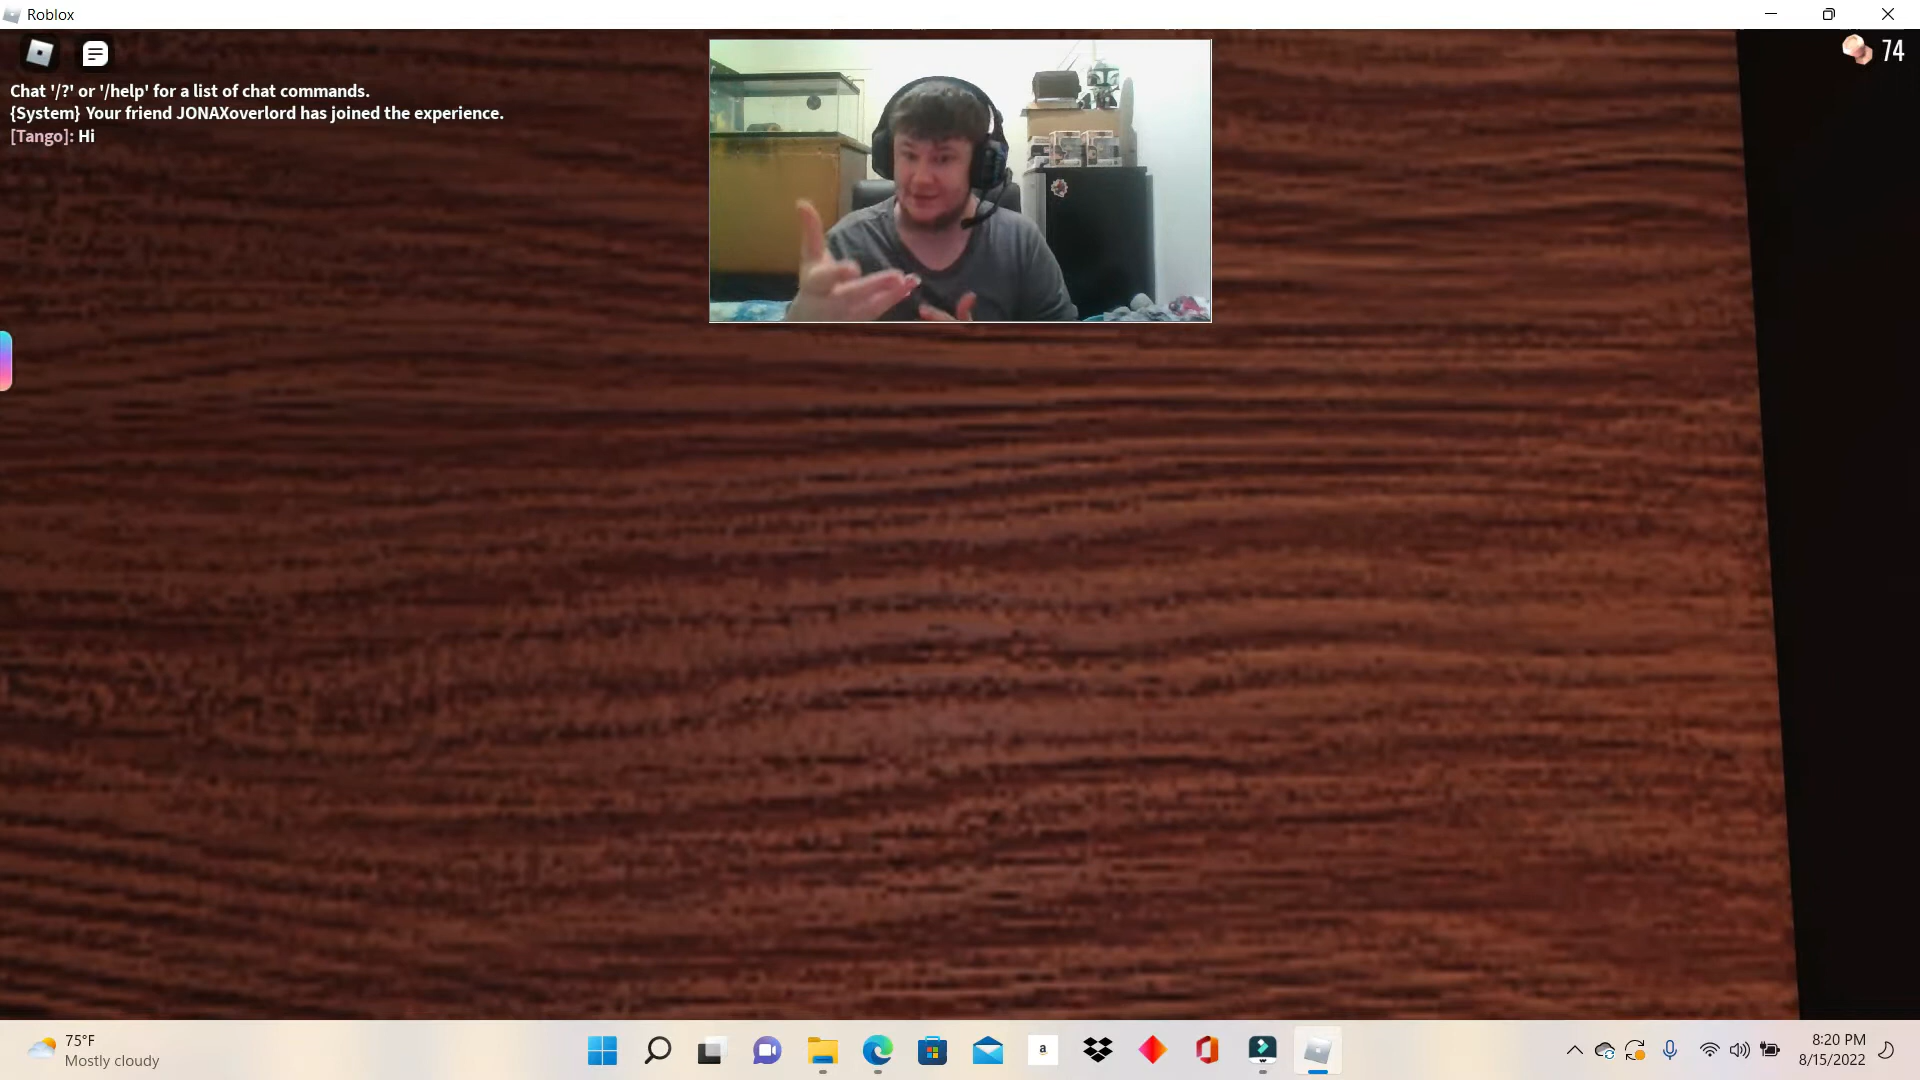 Roblox
74
Chat '/?' or '/help' for a list of chat commands.
{System} Your friend JONAXoverlord has joined the experience.
[Tango]: Hi
75°F
Mostly cloudy
a
8:20 PM
8/15/2022